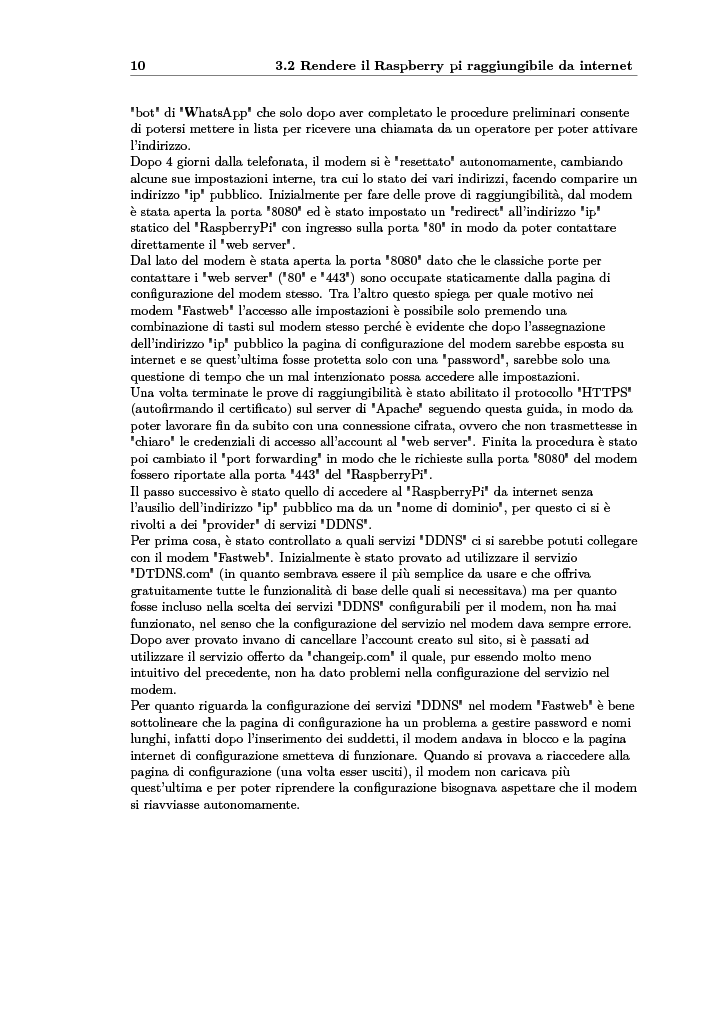 10 3.2 Rendere il Raspberry pi raggiungibile da internet
"bot" di "WhatsApp" che solo dopo aver completato le procedure preliminari consente
di potersi mettere in lista per ricevere una chiamata da un operatore per poter attivare
l'indirizzo.
Dopo 4 giorni dalla telefonata, il modem si è "resettato" autonomamente, cambiando
alcune sue impostazioni interne, tra cui lo stato dei vari indirizzi, facendo comparire un
indirizzo "ip" pubblico. Inizialmente per fare delle prove di raggiungibilità, dal modem
è stata aperta la porta "8080" ed è stato impostato un "redirect" all'indirizzo "ip"
statico del "RaspberryPi" con ingresso sulla porta "80" in modo da poter contattare
direttamente il "web server".
Dal lato del modem è stata aperta la porta "8080" dato che le classiche porte per
contattare i "web server" ("80" e "443") sono occupate staticamente dalla pagina di
configurazione del modem stesso. Tra l'altro questo spiega per quale motivo nei
modem "Fastweb" l'accesso alle impostazioni è possibile solo premendo una
combinazione di tasti sul modem stesso perché è evidente che dopo l'assegnazione
dell'indirizzo "ip" pubblico la pagina di configurazione del modem sarebbe esposta su
internet e se quest'ultima fosse protetta solo con una "password", sarebbe solo una
questione di tempo che un mal intenzionato possa accedere alle impostazioni.
Una volta terminate le prove di raggiungibilità è stato abilitato il protocollo "HTTPS"
(autofirmando il certificato) sul server di "Apache" seguendo questa guida, in modo da
poter lavorare fin da subito con una connessione cifrata, ovvero che non trasmettesse in
"chiaro" le credenziali di accesso all'account al "web server". Finita la procedura è stato
poi cambiato il "port forwarding" in modo che le richieste sulla porta "8080" del modem
fossero riportate alla porta "443" del "RaspberryPi".
Il passo successivo è stato quello di accedere al "RaspberryPi" da internet senza
l'ausilio dell'indirizzo "ip" pubblico ma da un "nome di dominio", per questo ci si è
rivolti a dei "provider" di servizi "DDNS".
Per prima cosa, è stato controllato a quali servizi "DDNS" ci si sarebbe potuti collegare
con il modem "Fastweb". Inizialmente è stato provato ad utilizzare il servizio
"DTDNS.com" (in quanto sembrava essere il più semplice da usare e che offriva
gratuitamente tutte le funzionalità di base delle quali si necessitava) ma per quanto
fosse incluso nella scelta dei servizi "DDNS" configurabili per il modem, non ha mai
funzionato, nel senso che la configurazione del servizio nel modem dava sempre errore.
Dopo aver provato invano di cancellare l'account creato sul sito, si è passati ad
utilizzare il servizio offerto da "changeip.com" il quale, pur essendo molto meno
intuitivo del precedente, non ha dato problemi nella configurazione del servizio nel
modem.
Per quanto riguarda la configurazione dei servizi "DDNS" nel modem "Fastweb" è bene
sottolineare che la pagina di configurazione ha un problema a gestire password e nomi
lunghi, infatti dopo l'inserimento dei suddetti, il modem andava in blocco e la pagina
internet di configurazione smetteva di funzionare. Quando si provava a riaccedere alla
pagina di configurazione (una volta esser usciti), il modem non caricava più
quest'ultima e per poter riprendere la configurazione bisognava aspettare che il modem
si riavviasse autonomamente.